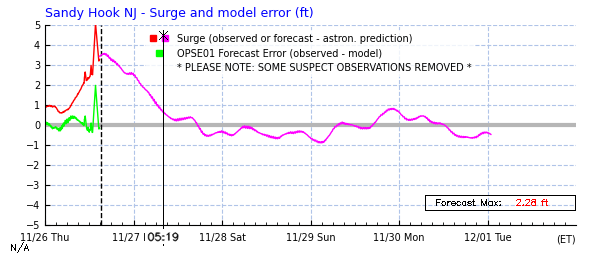 Sandy Hook NJ - Surge and model error (ft)
Surge (observed or forecast - astron. prediction)
OPSE01 Forecast Error (observed - model)
* PLEASE NOTE: SOME SUSPECT OBSERVATIONS REMOVED *
5
4
3
2
1
0
−1
−2
−3
−4
−5
Forecast Max: 2.28 ft
11/26 Thu 11/27 05:19 11/28 Sat 11/29 Sun 11/30 Mon 12/01 Tue (ET)
N/A